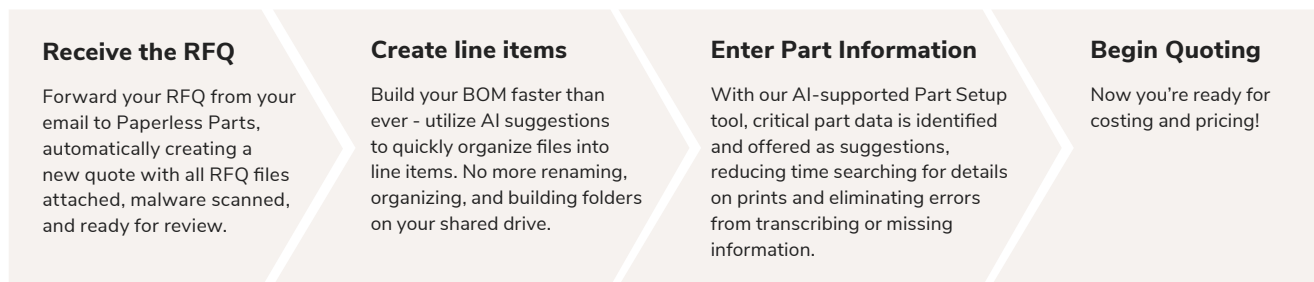 Receive the RFQ
Forward your RFQ from your
email to Paperless Parts,
automatically creating a
new quote with all RFQ files
attached, malware scanned,
and ready for review.
Create line items
Build your BOM faster than
ever - utilize AI suggestions
to quickly organize files into
line items. No more renaming,
organizing, and building folders
on your shared drive.
Enter Part Information
With our AI-supported Part Setup
tool, critical part data is identified
and offered as suggestions,
reducing time searching for details
on prints and eliminating errors
from transcribing or missing
information.
Begin Quoting
Now you’re ready for
costing and pricing!